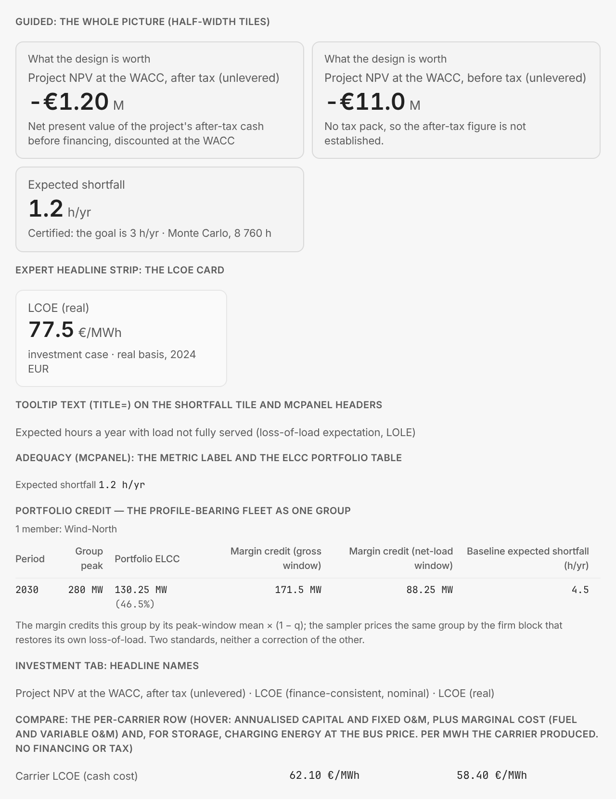 GUIDED: THE WHOLE PICTURE (HALF-WIDTH TILES)
What the design is worth
Project NPV at the WACC, after tax (unlevered)
-€1.20 M
Net present value of the project's after-tax cash
before financing, discounted at the WACC
What the design is worth
Project NPV at the WACC, before tax (unlevered)
-€11.0 M
No tax pack, so the after-tax figure is not
established.
Expected shortfall
1.2 h/yr
Certified: the goal is 3 h/yr · Monte Carlo, 8 760 h
EXPERT HEADLINE STRIP: THE LCOE CARD
LCOE (real)
77.5 €/MWh
investment case · real basis, 2024
EUR
TOOLTIP TEXT (TITLE=) ON THE SHORTFALL TILE AND MCPANEL HEADERS
Expected hours a year with load not fully served (loss-of-load expectation, LOLE)
ADEQUACY (MCPANEL): THE METRIC LABEL AND THE ELCC PORTFOLIO TABLE
Expected shortfall 1.2 h/yr
PORTFOLIO CREDIT — THE PROFILE-BEARING FLEET AS ONE GROUP
1 member: Wind-North
Period Group peak Portfolio ELCC Margin credit (gross window) Margin credit (net-load window) Baseline expected shortfall (h/yr)
2030 280 MW 130.25 MW (46.5%) 171.5 MW 88.25 MW 4.5
The margin credits this group by its peak-window mean × (1 − q); the sampler prices the same group by the firm block that
restores its own loss-of-load. Two standards, neither a correction of the other.
INVESTMENT TAB: HEADLINE NAMES
Project NPV at the WACC, after tax (unlevered) · LCOE (finance-consistent, nominal) · LCOE (real)
COMPARE: THE PER-CARRIER ROW (HOVER: ANNUALISED CAPITAL AND FIXED O&M, PLUS MARGINAL COST (FUEL
AND VARIABLE O&M) AND, FOR STORAGE, CHARGING ENERGY AT THE BUS PRICE. PER MWH THE CARRIER PRODUCED.
NO FINANCING OR TAX)
Carrier LCOE (cash cost) 62.10 €/MWh 58.40 €/MWh